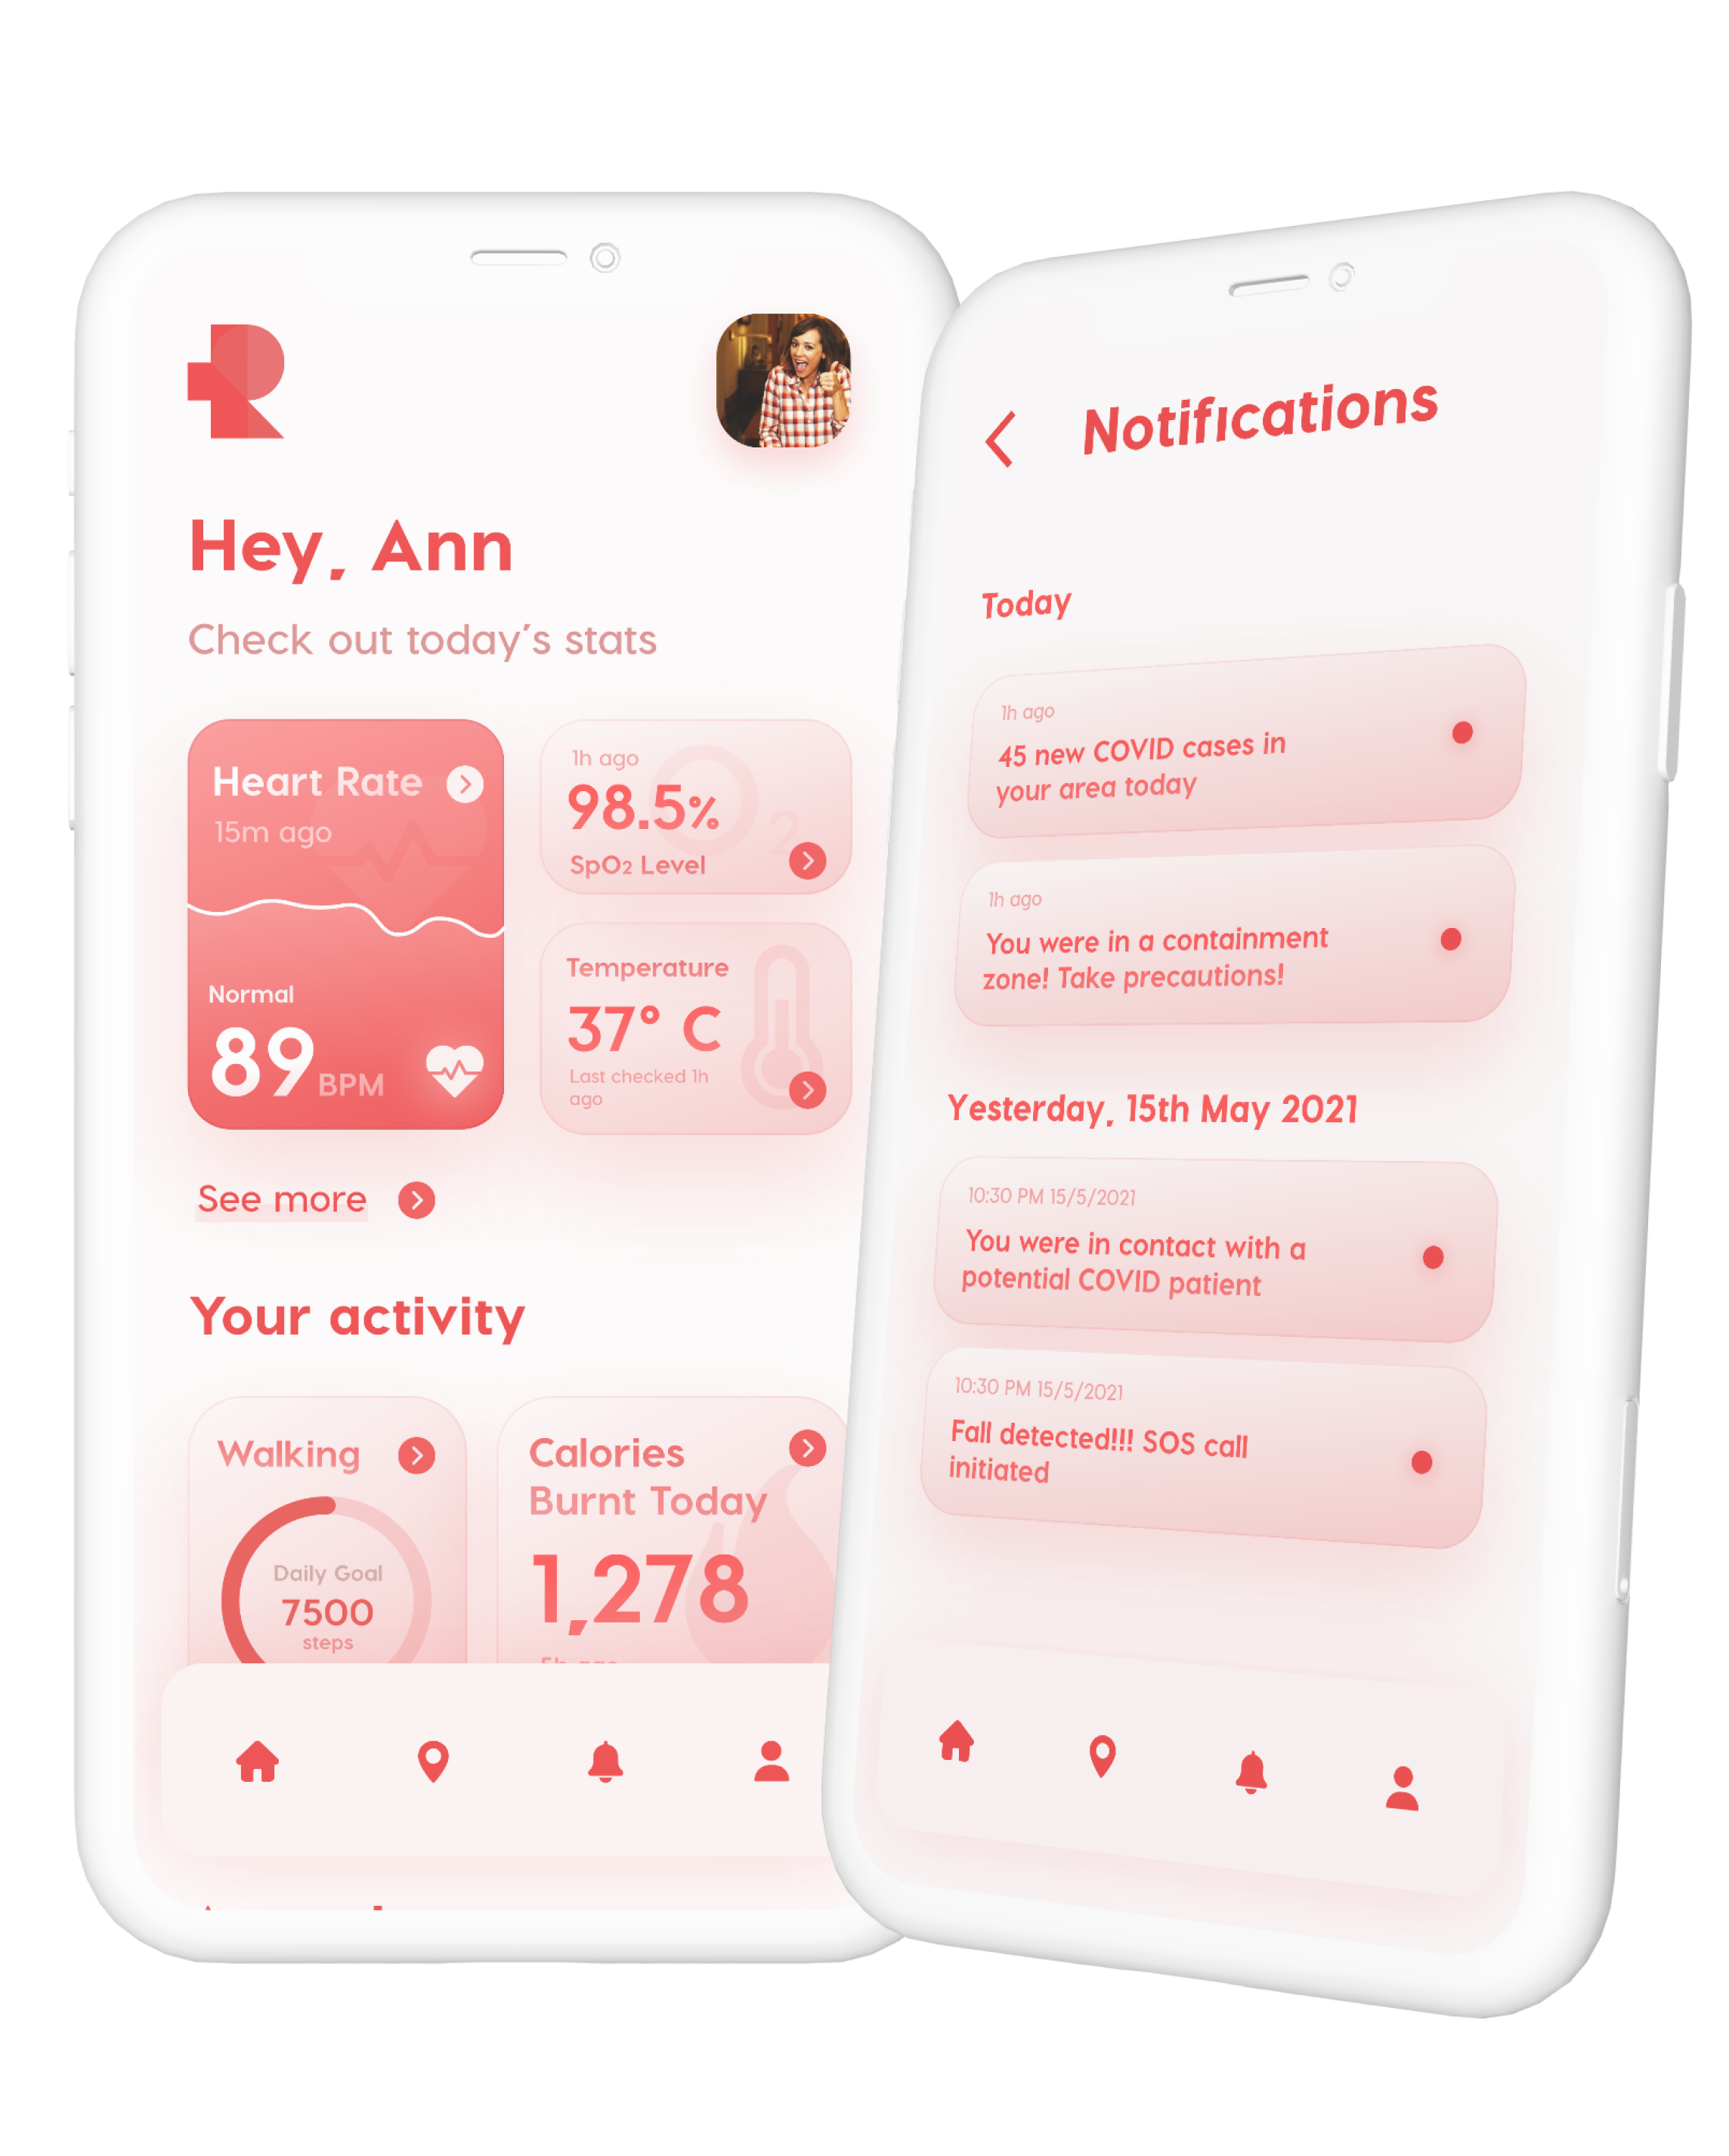 Hey, Ann
Check out today's stats
Heart Rate
15m ago
Normal
89 BPM
1h ago
98.5%
SpO2 Level
O2
Temperature
37° C
Last checked 1h
ago
See more
Your activity
Walking
Daily Goal
7500
steps
Calories
Burnt Today
1,278
Notifications
Today
1h ago
45 new COVID cases in
your area today
1h ago
You were in a containment
zone! Take precautions!
Yesterday, 15th May 2021
10:30 PM 15/5/2021
You were in contact with a
potential COVID patient
10:30 PM 15/5/2021
Fall detected!!! SOS call
initiated